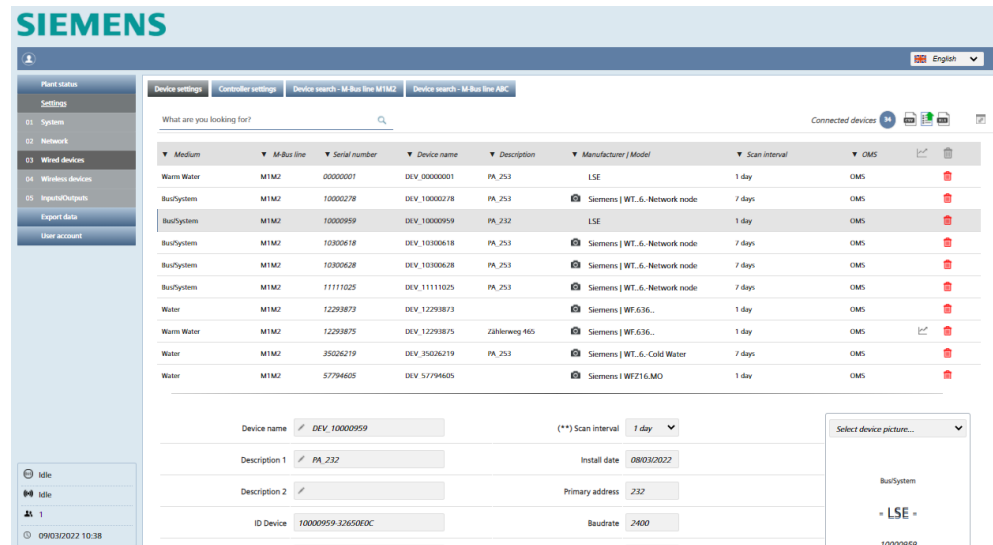 SIEMENS
English
Plant status
Settings
01 System
02 Network
03 Wired devices
04 Wireless devices
05 Inputs/Outputs
Export data
User account
Device settings Controller settings Device search - M-Bus line M1M2 Device search - M-Bus line ABC
What are you looking for? Connected devices 34
▼ Medium ▼ M-Bus line ▼ Serial number ▼ Device name ▼ Description ▼ Manufacturer | Model ▼ Scan interval ▼ OMS
Warm Water M1M2 00000001 DEV_00000001 PA_253 LSE 1 day OMS
Bus/System M1M2 10000278 DEV_10000278 PA_253 Siemens | WT..6.-Network node 7 days OMS
Bus/System M1M2 10000959 DEV_10000959 PA_232 LSE 1 day OMS
Bus/System M1M2 10300618 DEV_10300618 PA_253 Siemens | WT..6.-Network node 7 days OMS
Bus/System M1M2 10300628 DEV_10300628 PA_253 Siemens | WT..6.-Network node 7 days OMS
Bus/System M1M2 11111025 DEV_11111025 PA_253 Siemens | WT..6.-Network node 7 days OMS
Water M1M2 12293873 DEV_12293873 Siemens | WF.636.. 1 day OMS
Warm Water M1M2 12293875 DEV_12293875 Zählerweg 465 Siemens | WF.636.. 1 day OMS
Water M1M2 35026219 DEV_35026219 PA_253 Siemens | WT..6.-Cold Water 7 days OMS
Water M1M2 57794605 DEV_57794605 Siemens | WFZ16.MO 1 day OMS
Device name DEV_10000959 (**) Scan interval 1 day Select device picture...
Description 1 PA_232 Install date 08/03/2022
Description 2 Primary address 232
ID Device 10000959-32650E0C Baudrate 2400
Bus/System
- LSE -
10000959
Idle
Idle
1
09/03/2022 10:38